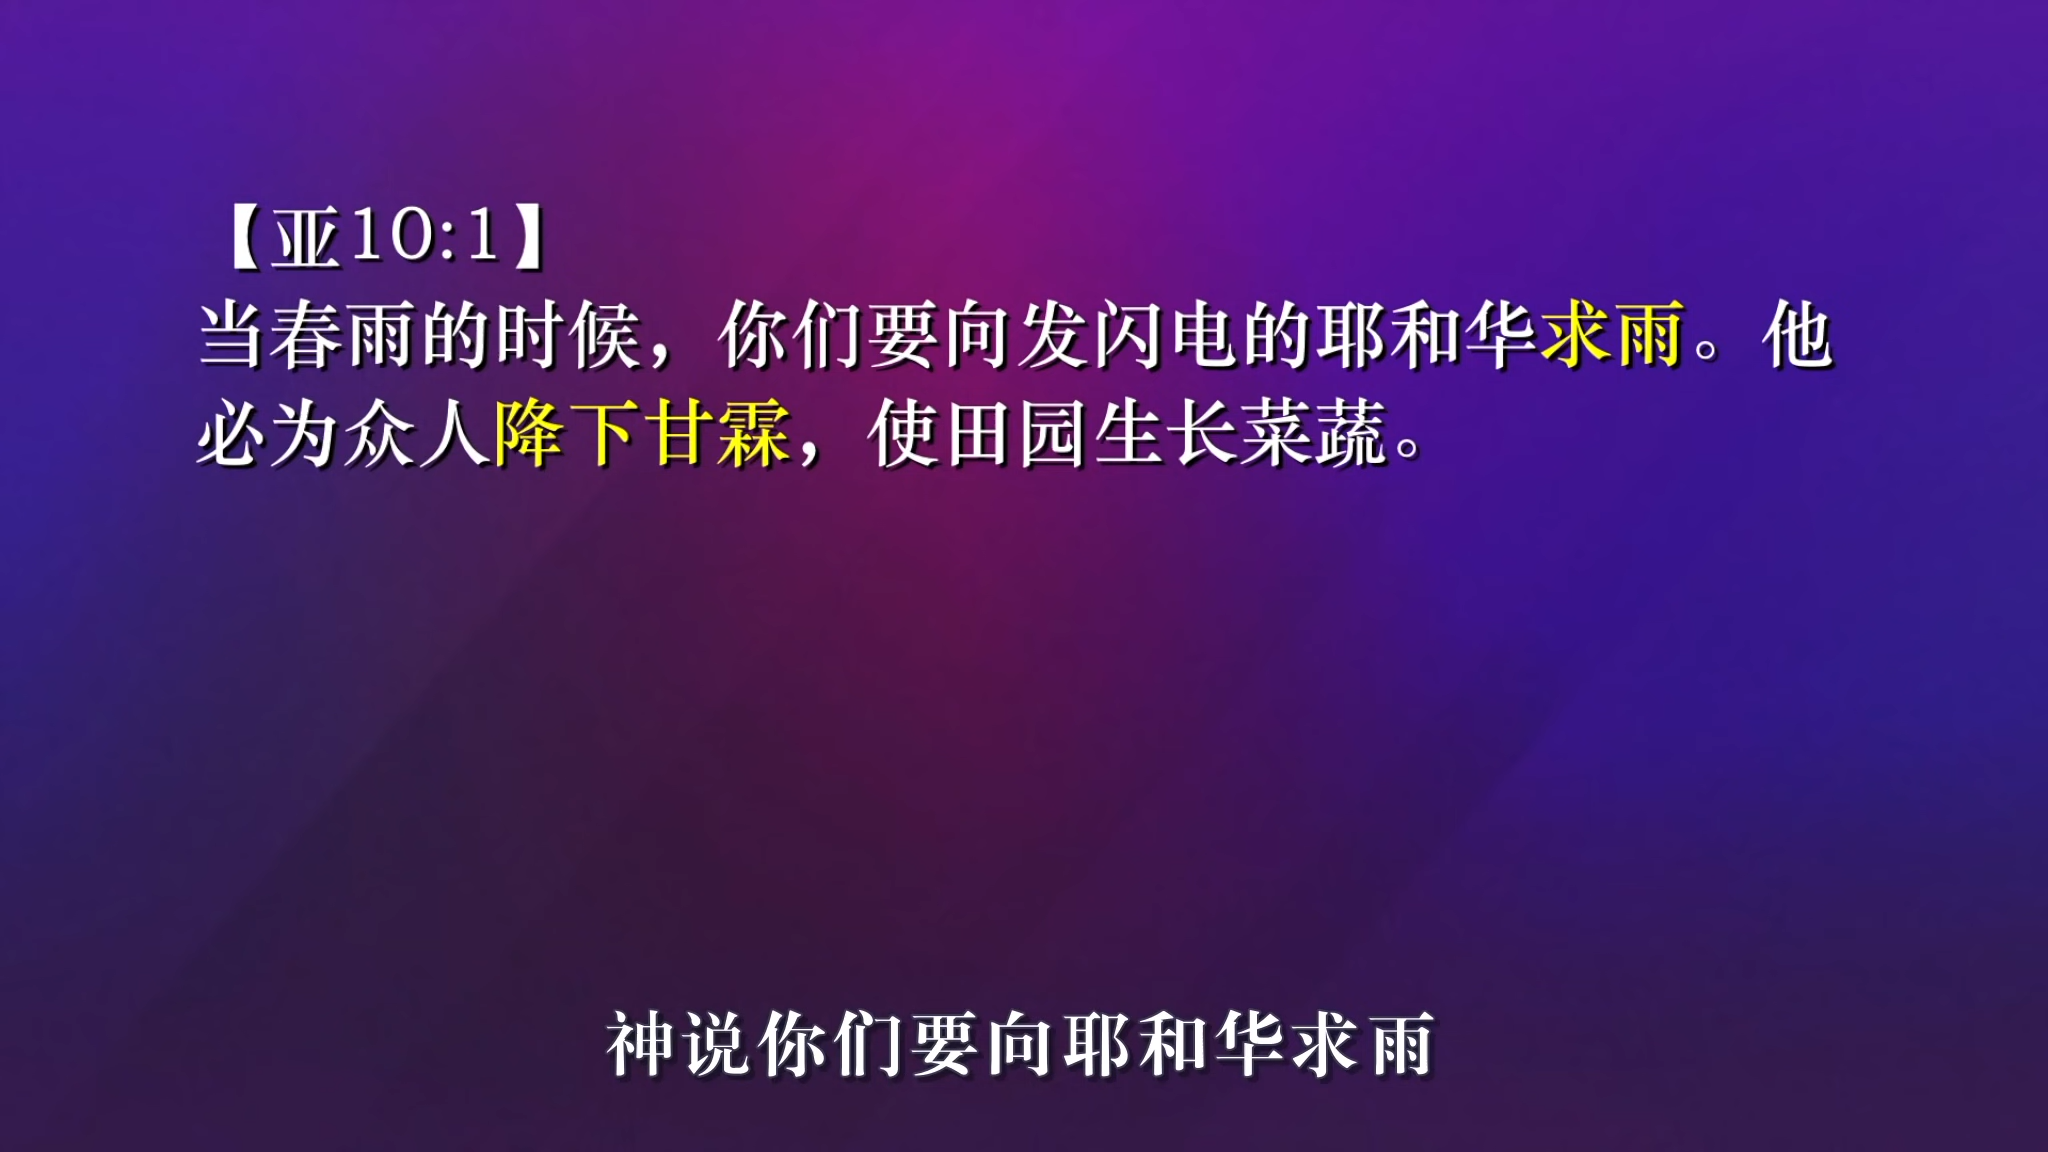 【亚10:1】
当春雨的时候，你们要向发闪电的耶和华求雨。他
必为众人降下甘霖，使田园生长菜蔬。
神说你们要向耶和华求雨